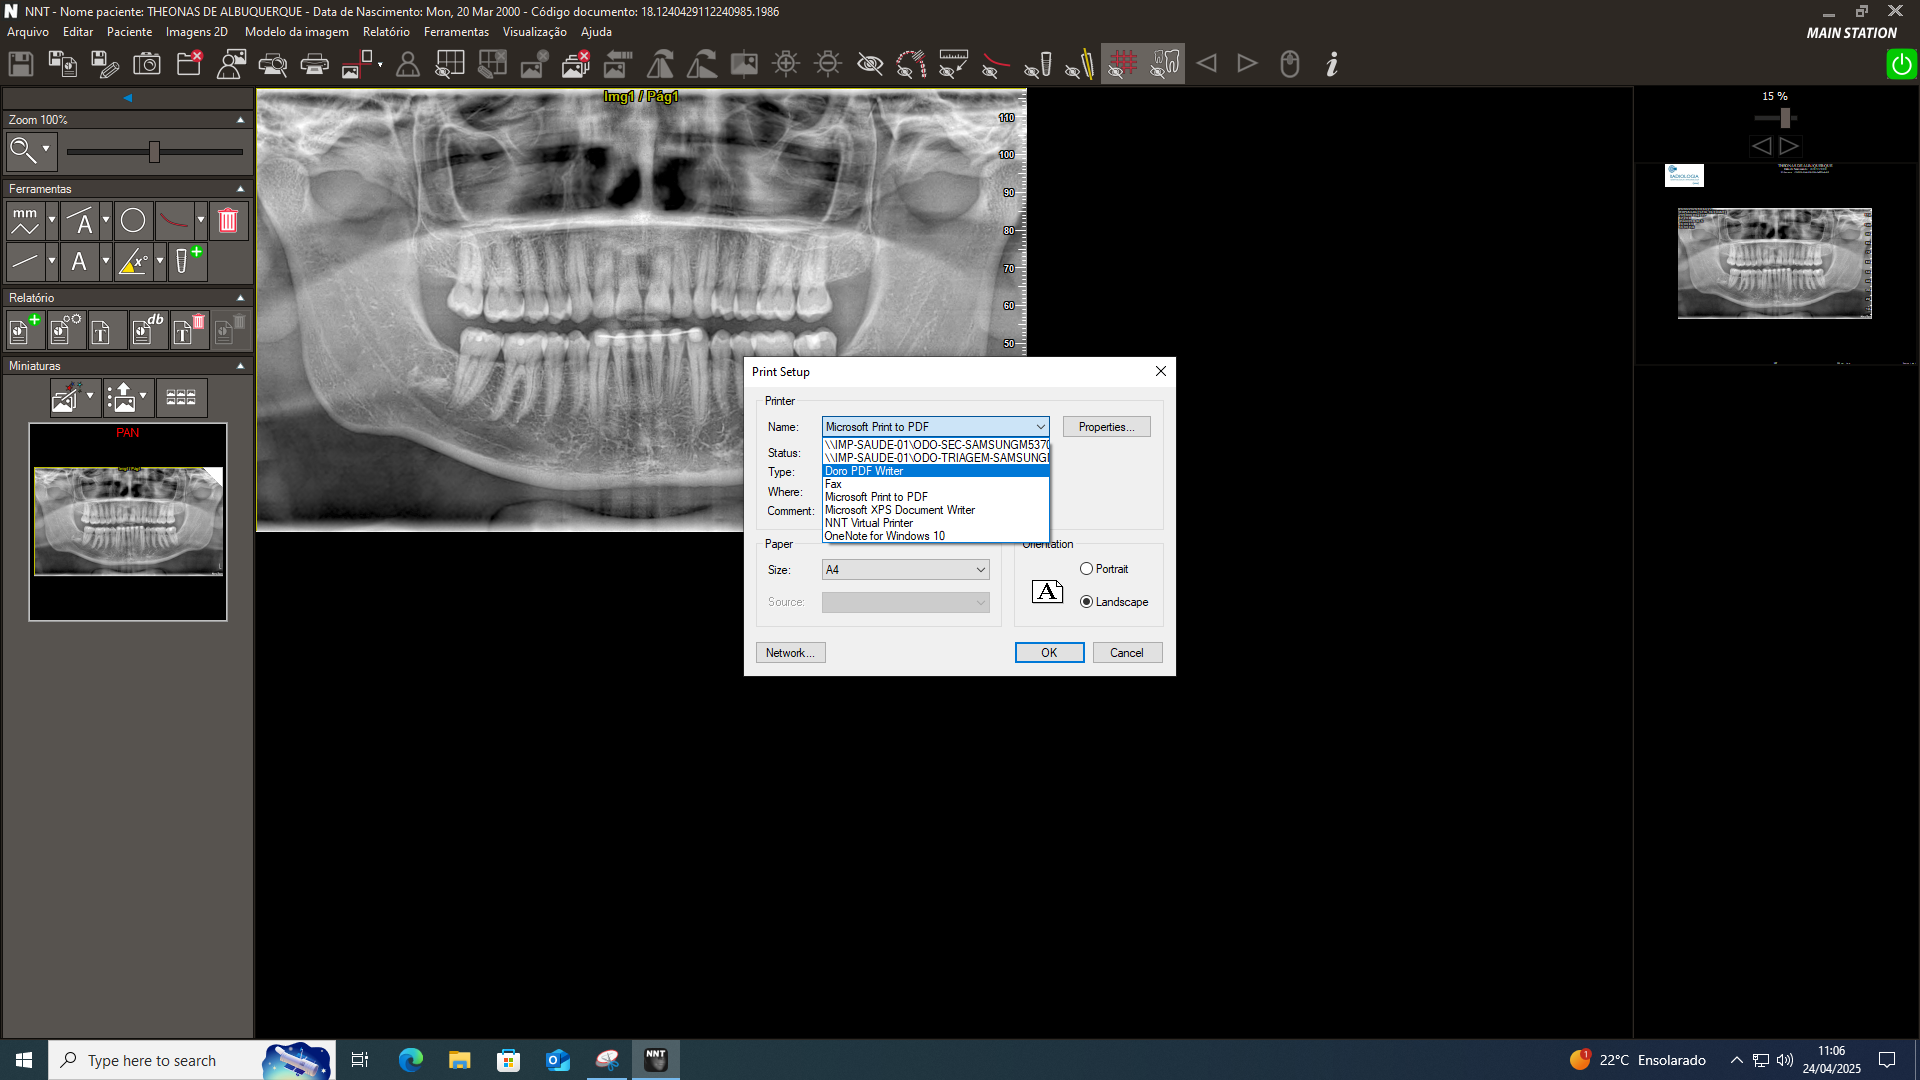 NNT - Nome paciente: THEONAS DE ALBUQUERQUE - Data de Nascimento: Mon, 20 Mar 2000 - Código documento: 18.1240429112240985.1986
Arquivo Editar Paciente Imagens 2D Modelo da imagem Relatório Ferramentas Visualização Ajuda
MAIN STATION
Zoom 100%
Ferramentas
mm
A
A
x°
Relatório
T
db
T
Miniaturas
PAN
Img1 / Pág1
110
100
90
80
70
60
50
15 %
RADIOLOGIA
Print Setup
Printer
Name:
Microsoft Print to PDF
Properties...
\\IMP-SAUDE-01\ODO-SEC-SAMSUNGM5370
\\IMP-SAUDE-01\ODO-TRIAGEM-SAMSUNG
Doro PDF Writer
Fax
Microsoft Print to PDF
Microsoft XPS Document Writer
NNT Virtual Printer
OneNote for Windows 10
Status:
Type:
Where:
Comment:
Paper
Size:
A4
Source:
Orientation
A
Portrait
Landscape
Network...
OK
Cancel
Type here to search
NNT
1
22°C Ensolarado
11:06
24/04/2025